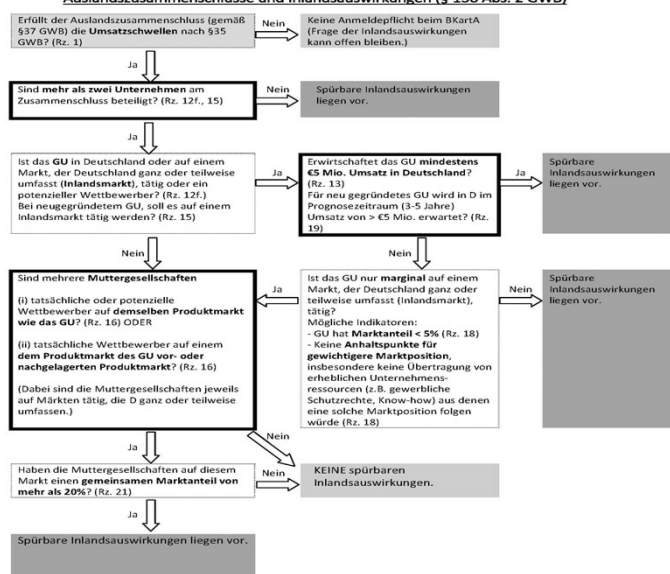 Auslandszusammenschlüsse und Inlandsauswirkungen (§ 130 Abs. 2 GWB)
Erfüllt der Auslandszusammenschluss (gemäß
§37 GWB) die Umsatzschwellen nach §35
GWB? (Rz. 1)
Nein
Keine Anmeldepflicht beim BKartA
(Frage der Inlandsauswirkungen
kann offen bleiben.)
Ja
Sind mehr als zwei Unternehmen am
Zusammenschluss beteiligt? (Rz. 12f., 15)
Nein
Spürbare Inlandsauswirkungen
liegen vor.
Ja
Ist das GU in Deutschland oder auf einem
Markt, der Deutschland ganz oder teilweise
umfasst (Inlandsmarkt), tätig oder ein
potenzieller Wettbewerber? (Rz. 12f.)
Bei neugegründetem GU, soll es auf einem
Inlandsmarkt tätig werden? (Rz. 15)
Ja
Erwirtschaftet das GU mindestens
€5 Mio. Umsatz in Deutschland?
(Rz. 13)
Für neu gegründetes GU wird in D im
Prognosezeitraum (3-5 Jahre)
Umsatz von > €5 Mio. erwartet? (Rz.
19)
Ja
Spürbare
Inlandsauswirkungen
liegen vor.
Nein
Nein
Sind mehrere Muttergesellschaften
(i) tatsächliche oder potenzielle
Wettbewerber auf demselben Produktmarkt
wie das GU? (Rz. 16) ODER
(ii) tatsächliche Wettbewerber auf einem
dem Produktmarkt des GU vor- oder
nachgelagerten Produktmarkt? (Rz. 16)
(Dabei sind die Muttergesellschaften jeweils
auf Märkten tätig, die D ganz oder teilweise
umfassen.)
Ja
Ist das GU nur marginal auf einem
Markt, der Deutschland ganz oder
teilweise umfasst (Inlandsmarkt),
tätig?
Mögliche Indikatoren:
- GU hat Marktanteil < 5% (Rz. 18)
- Keine Anhaltspunkte für
gewichtigere Marktposition,
insbesondere keine Übertragung von
erheblichen Unternehmens-
ressourcen (z.B. gewerbliche
Schutzrechte, Know-how) aus denen
eine solche Marktposition folgen
würde (Rz. 18)
Nein
Spürbare
Inlandsauswirkungen
liegen vor.
Ja
Nein
Haben die Muttergesellschaften auf diesem
Markt einen gemeinsamen Marktanteil von
mehr als 20%? (Rz. 21)
Nein
KEINE spürbaren
Inlandsauswirkungen.
Ja
Spürbare Inlandsauswirkungen liegen vor.